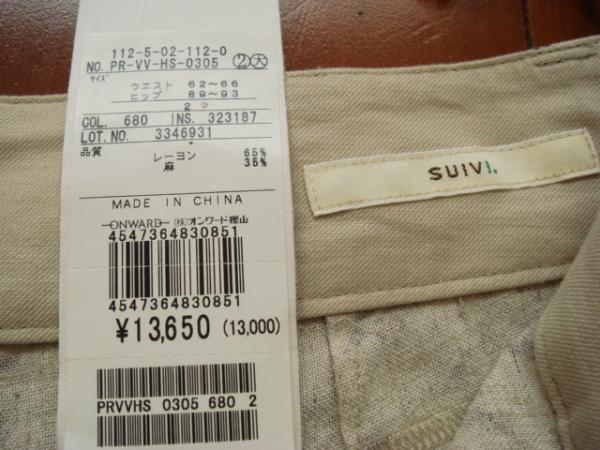 112-5-02-112-0
NO. PR-VV-HS-0305 ②大
サイズ
ウエスト 62～66
ヒップ 89～93
2
COL. 680 INS. 323187
LOT. NO. 3346931
品質
レーヨン 65%
麻 35%
MADE IN CHINA
ONWARD (株)オンワード樫山
4547364830851
4547364830851
¥13,650 (13,000)
PRVVHS 0305 680 2
SUIVI.